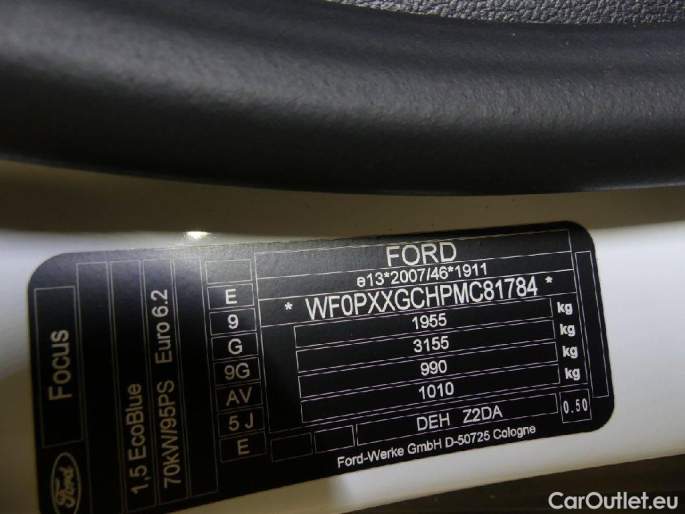 Focus
1,5 EcoBlue
70kW/95PS Euro 6.2
Ford
E
9
G
9G
AV
5 J
E
FORD
e13*2007/46*1911
* WF0PXXGCHPMC81784 *
1955 kg
3155 kg
990 kg
1010 kg
DEH Z2DA
0.50
Ford-Werke GmbH D-50725 Cologne
CarOutlet.eu